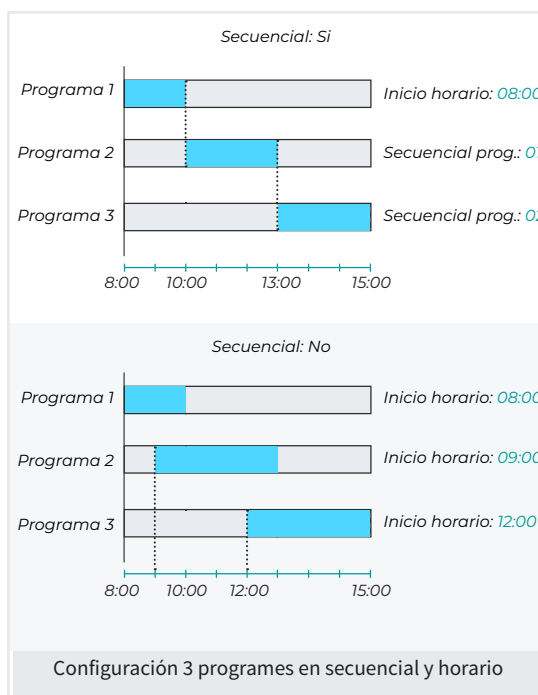 Secuencial: Si
Programa 1
Inicio horario: 08:00
Programa 2
Secuencial prog.: 01
Programa 3
Secuencial prog.: 02
8:00 10:00 13:00 15:00
Secuencial: No
Programa 1
Inicio horario: 08:00
Programa 2
Inicio horario: 09:00
Programa 3
Inicio horario: 12:00
8:00 10:00 12:00 15:00
Configuración 3 programes en secuencial y horario